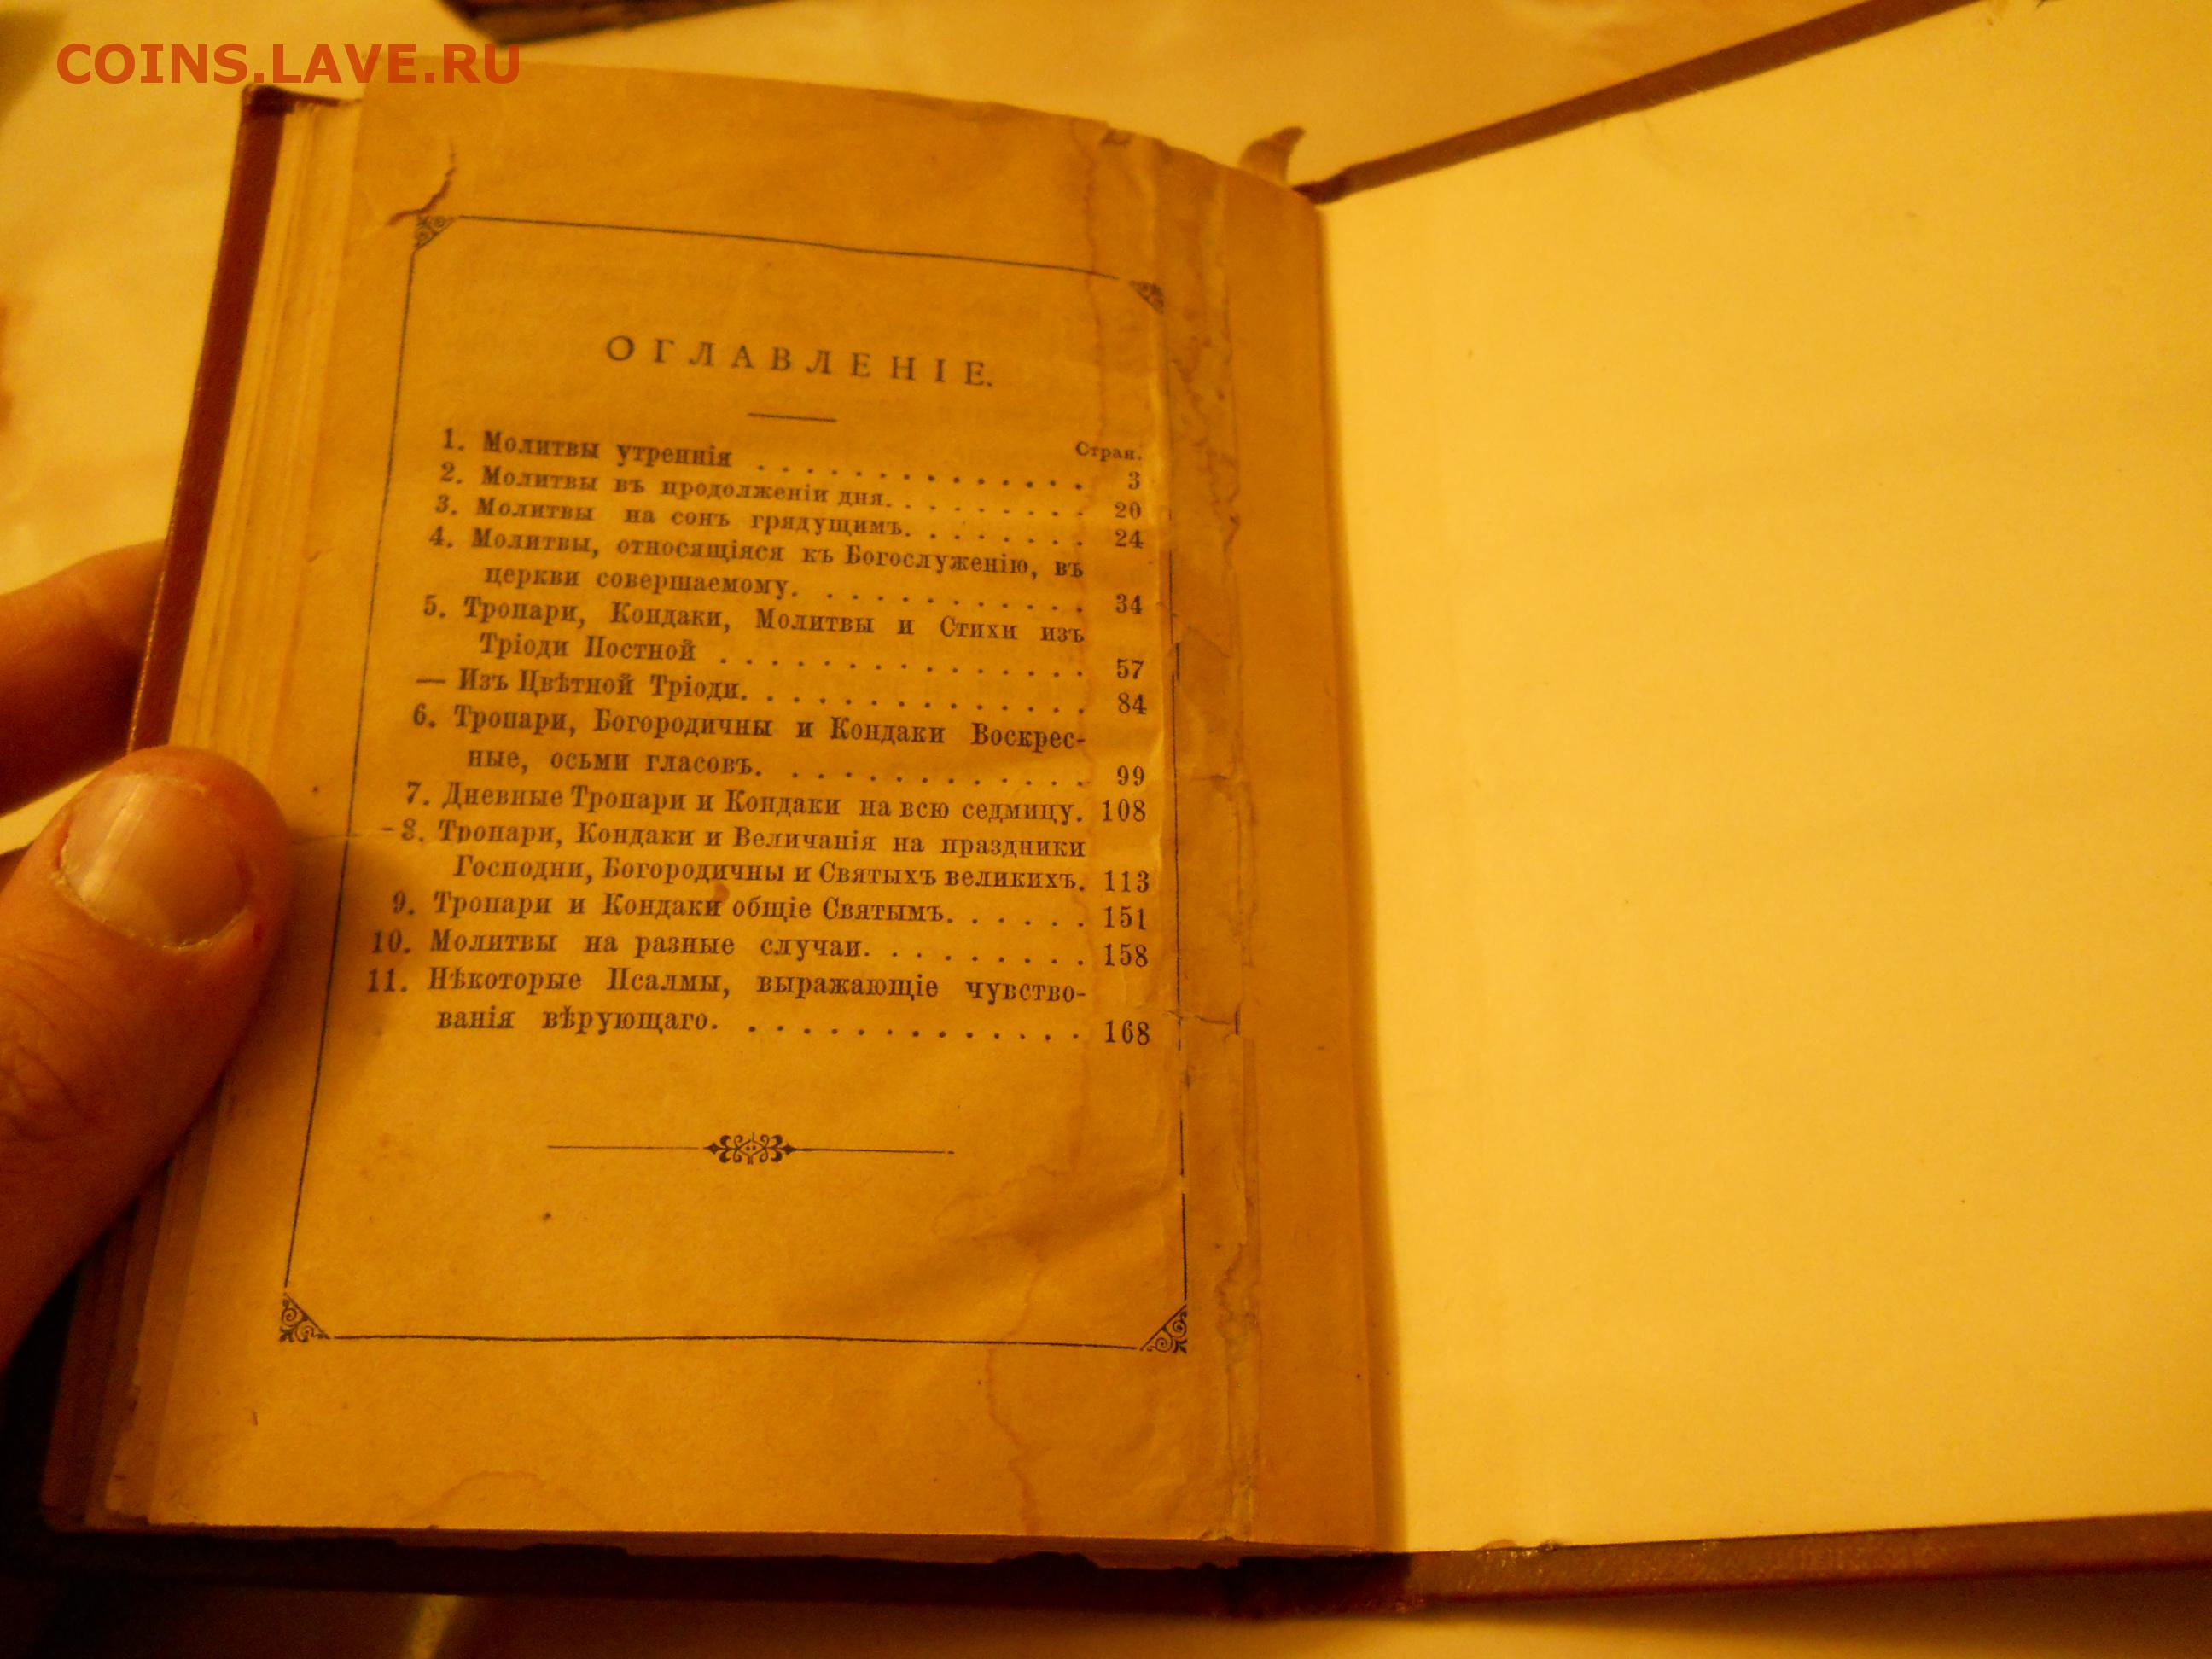 COINS.LAVE.RU
ОГЛАВЛЕНІЕ.
Стран.
1. Молитвы утреннія . . . . . . . . . . . . . 3
2. Молитвы въ продолженіи дня. . . . . . . . . 20
3. Молитвы на сонъ грядущимъ. . . . . . . . 24
4. Молитвы, относящіяся къ Богослуженію, въ
церкви совершаемому. . . . . . . . . . . . 34
5. Тропари, Кондаки, Молитвы и Стихи изъ
Тріоди Постной . . . . . . . . . . . . . . . 57
— Изъ Цвѣтной Тріоди. . . . . . . . . . . . . . 84
6. Тропари, Богородичны и Кондаки Воскрес-
ные, осьми гласовъ. . . . . . . . . . . . . 99
7. Дневные Тропари и Кондаки на всю седмицу. 108
8. Тропари, Кондаки и Величанія на праздники
Господни, Богородичны и Святыхъ великихъ. 113
9. Тропари и Кондаки общіе Святымъ. . . . . . 151
10. Молитвы на разные случаи. . . . . . . . . 158
11. Нѣкоторые Псалмы, выражающіе чувство-
ванія вѣрующаго. . . . . . . . . . . . . . 168